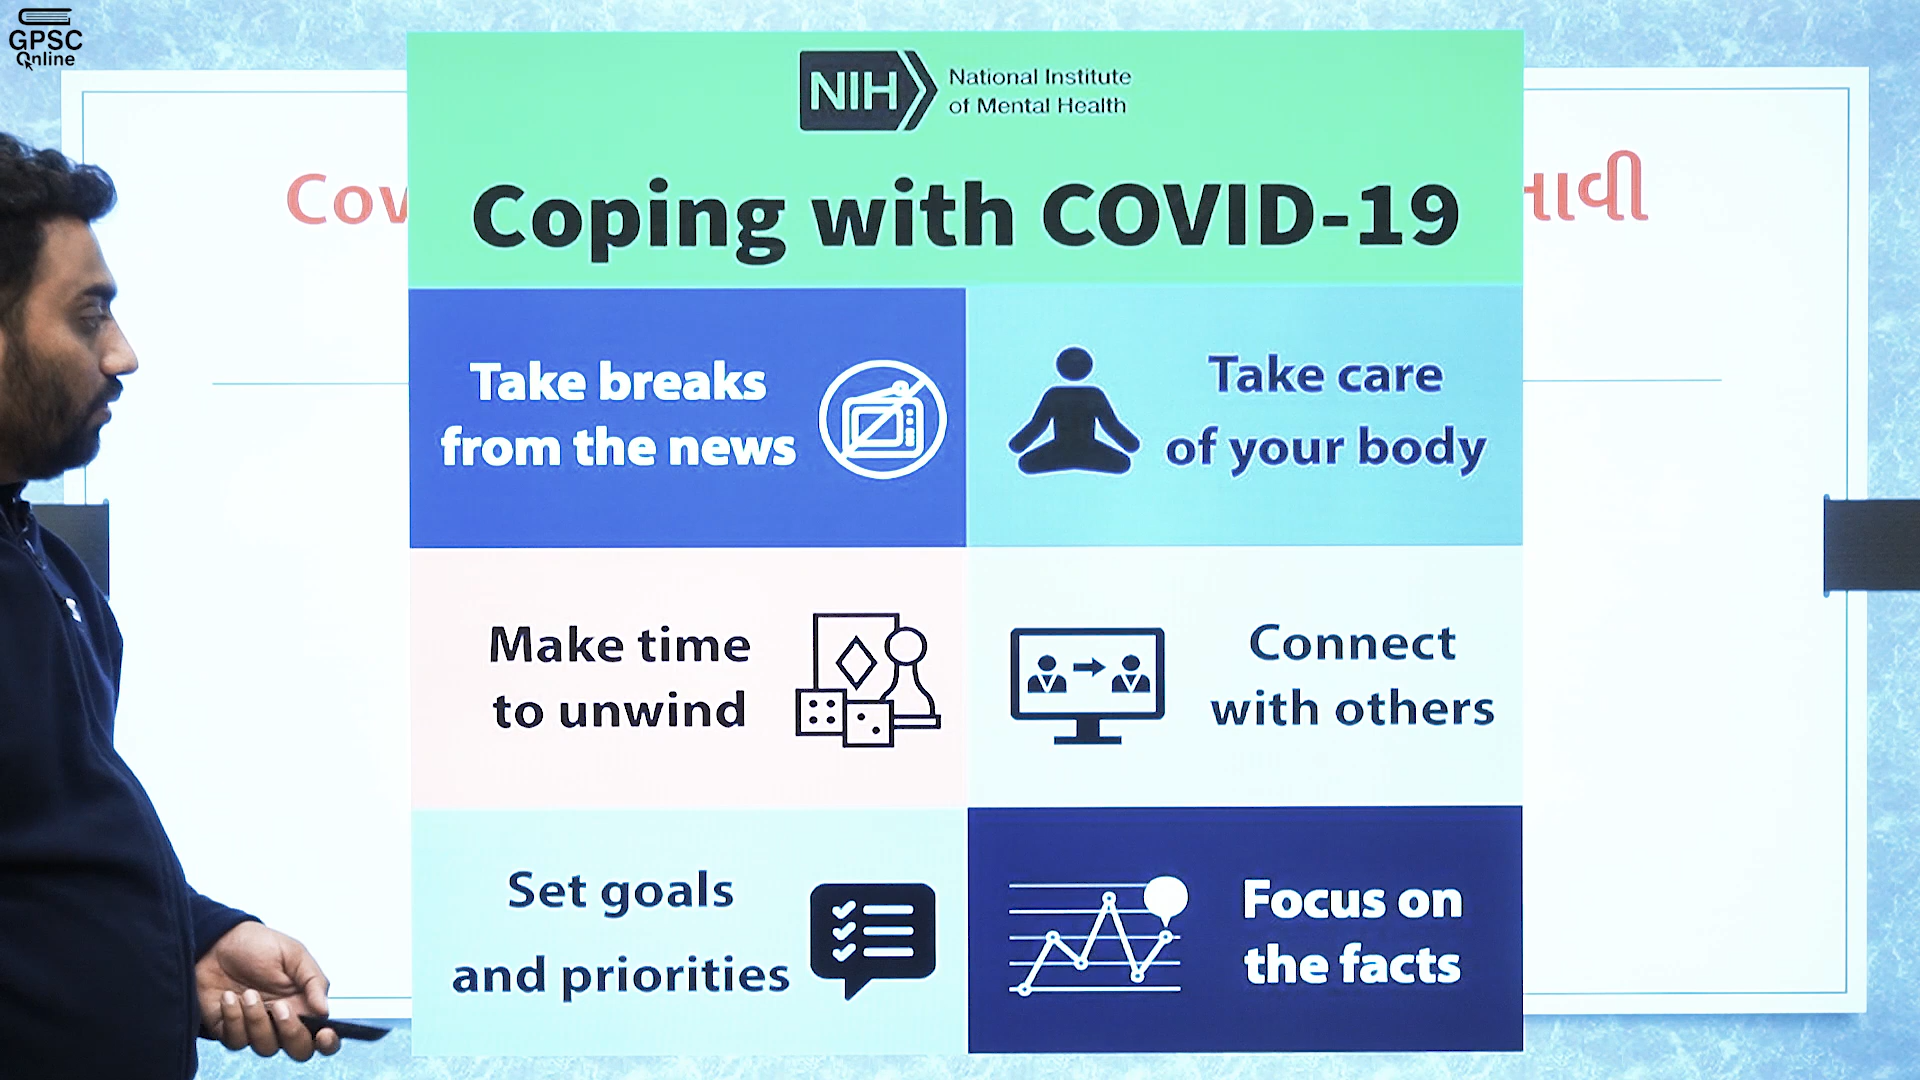 GPSC
Online
NIH
National Institute
of Mental Health
Coping with COVID-19
Take breaks
from the news
Take care
of your body
Make time
to unwind
Connect
with others
Set goals
and priorities
Focus on
the facts